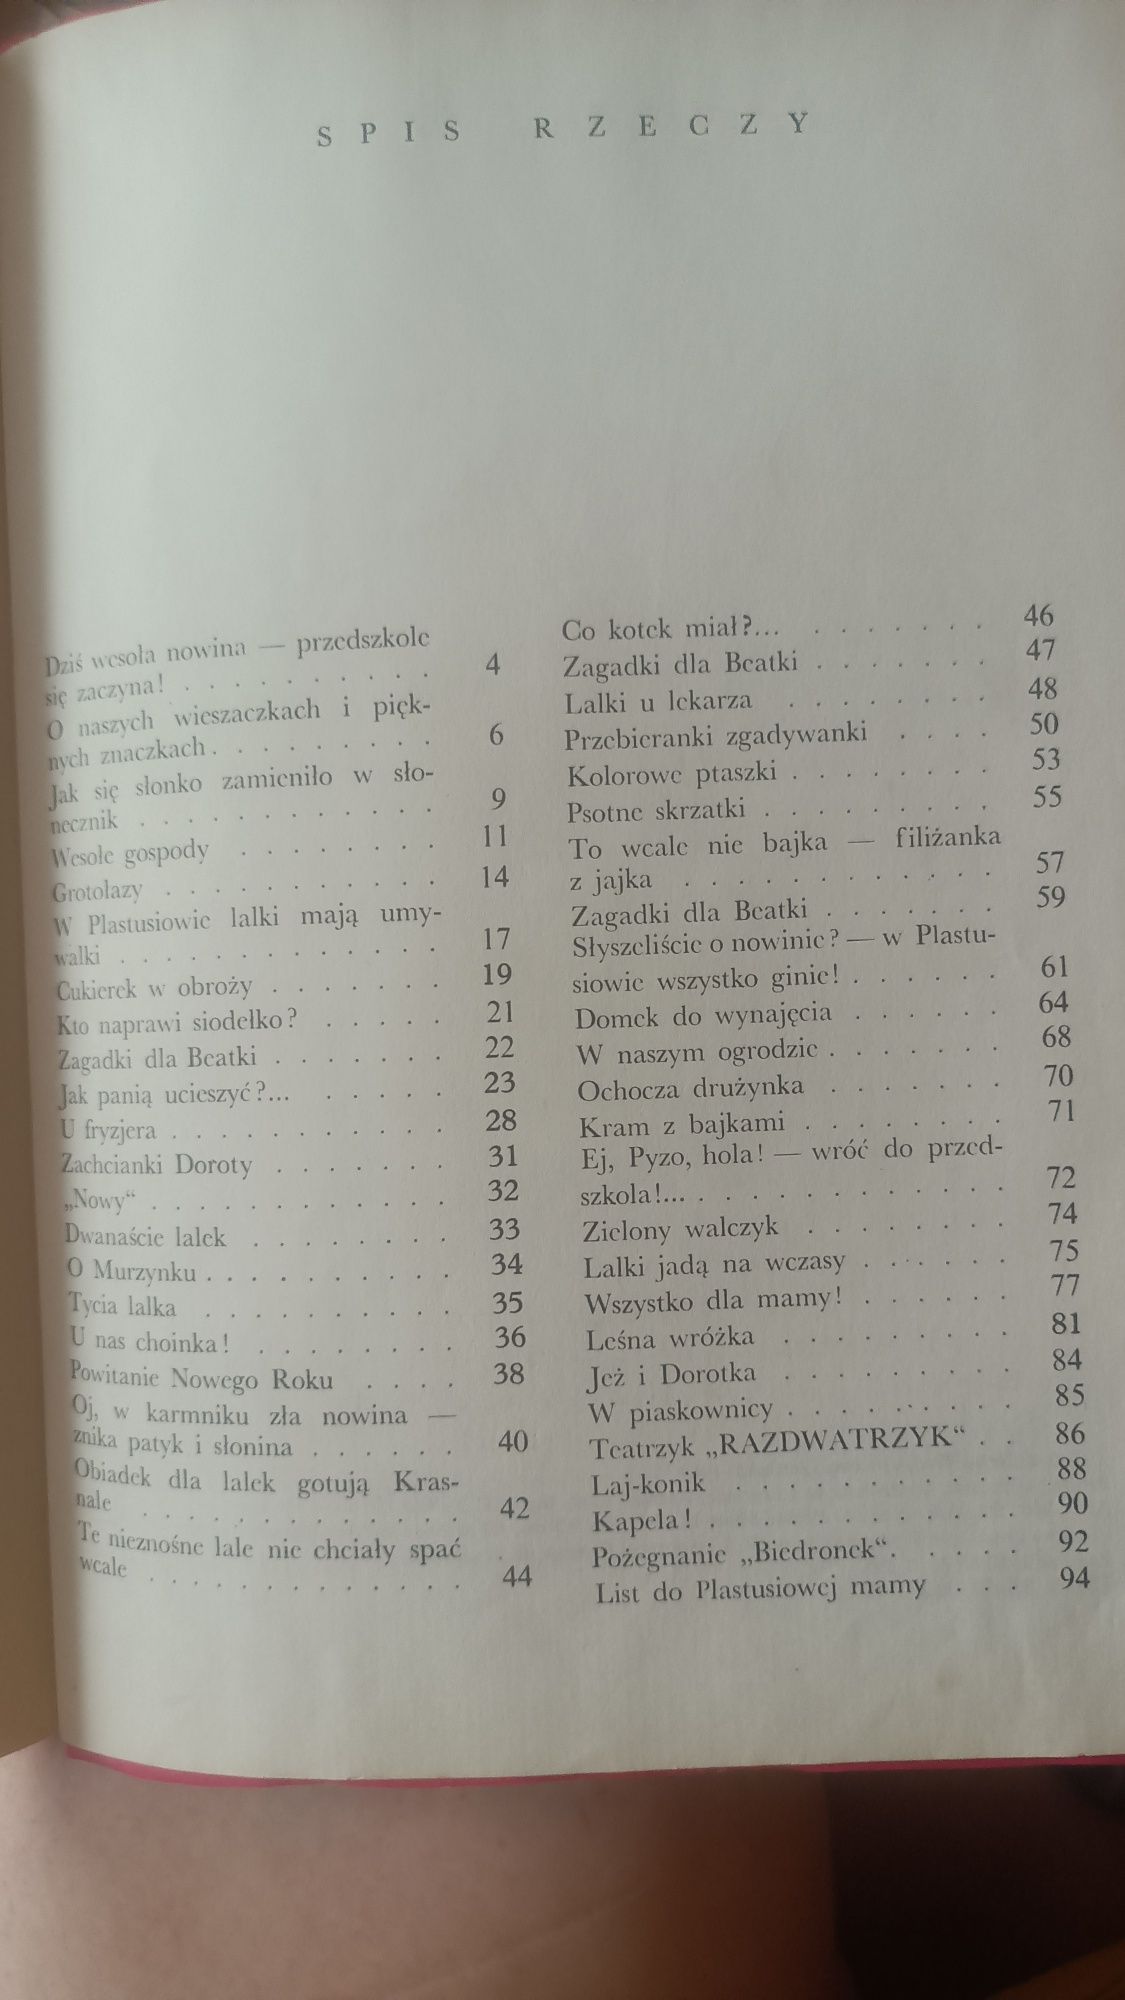 SPIS RZECZY
Dziś wesoła nowina — przedszkole
się zaczyna! . . . . . . . . . . 4
O naszych wieszaczkach i pięk-
nych znaczkach . . . . . . . . . 6
Jak się słonko zamieniło w sło-
necznik . . . . . . . . . . . . 9
Wesołe gospody . . . . . . . . 11
Grotołazy . . . . . . . . . . . 14
W Plastusiowie lalki mają umy-
walki . . . . . . . . . . . . . 17
Cukierek w obroży . . . . . . . 19
Kto naprawi siodełko? . . . . . 21
Zagadki dla Beatki . . . . . . . 22
Jak panią ucieszyć?... . . . . . 23
U fryzjera . . . . . . . . . . . 28
Zachcianki Doroty . . . . . . . 31
„Nowy“ . . . . . . . . . . . . 32
Dwanaście lalek . . . . . . . . 33
O Murzynku . . . . . . . . . . 34
Tycia lalka . . . . . . . . . . 35
U nas choinka! . . . . . . . . 36
Powitanie Nowego Roku . . . . 38
Oj, w karmniku zła nowina —
znika patyk i słonina . . . . . . 40
Obiadek dla lalek gotują Kras-
nale . . . . . . . . . . . . . 42
Te nieznośne lale nie chciały spać
wcale . . . . . . . . . . . . . 44
Co kotek miał?... . . . . . . . 46
Zagadki dla Beatki . . . . . . . 47
Lalki u lekarza . . . . . . . . 48
Przebieranki zgadywanki . . . . 50
Kolorowe ptaszki . . . . . . . . 53
Psotne skrzatki . . . . . . . . 55
To wcale nie bajka — filiżanka
z jajka . . . . . . . . . . . . 57
Zagadki dla Beatki . . . . . . . 59
Słyszeliście o nowinie? — w Plastu-
siowie wszystko ginie! . . . . . . 61
Domek do wynajęcia . . . . . . 64
W naszym ogrodzie . . . . . . . 68
Ochocza drużynka . . . . . . . 70
Kram z bajkami . . . . . . . . 71
Ej, Pyzo, hola! — wróć do przed-
szkola!... . . . . . . . . . . . 72
Zielony walczyk . . . . . . . . 74
Lalki jadą na wczasy . . . . . . 75
Wszystko dla mamy! . . . . . . 77
Leśna wróżka . . . . . . . . . 81
Jeż i Dorotka . . . . . . . . . 84
W piaskownicy . . . . . . . . . 85
Teatrzyk „RAZDWATRZYK“ . . 86
Laj-konik . . . . . . . . . . . 88
Kapela! . . . . . . . . . . . . 90
Pożegnanie „Biedronek“ . . . . . 92
List do Plastusiowej mamy . . . 94